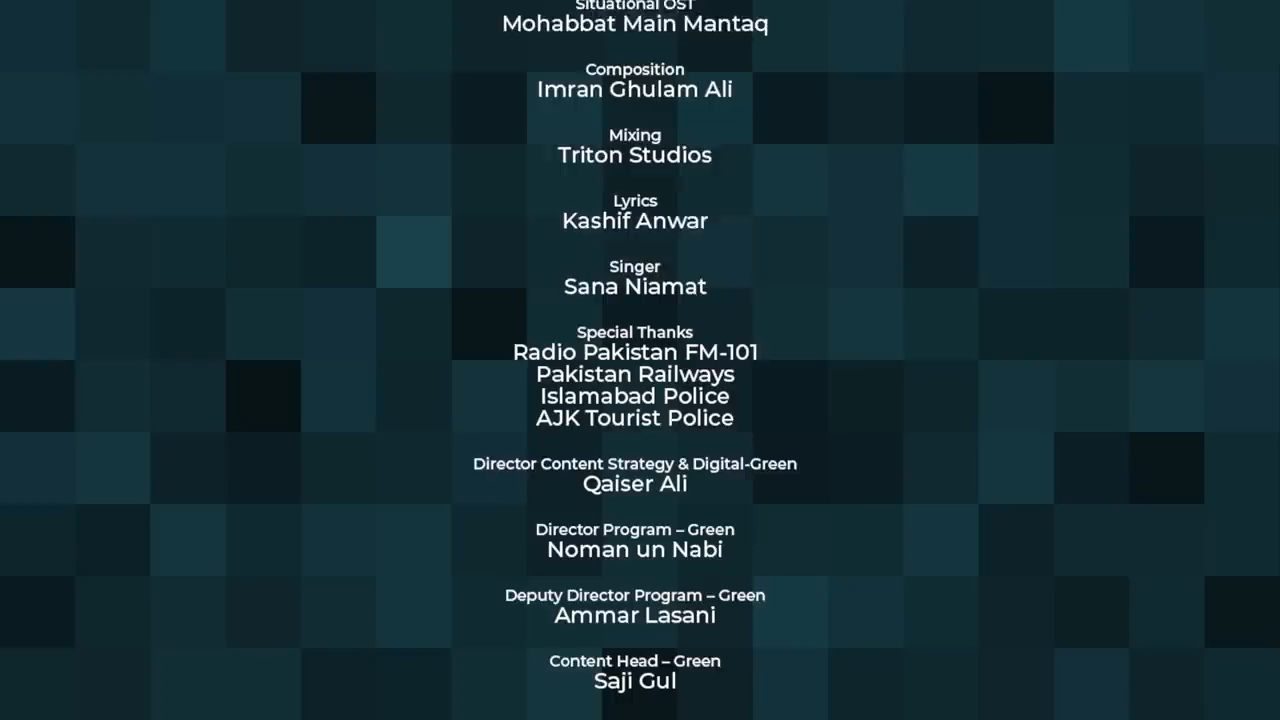 Situational OST
Mohabbat Main Mantaq
Composition
Imran Ghulam Ali
Mixing
Triton Studios
Lyrics
Kashif Anwar
Singer
Sana Niamat
Special Thanks
Radio Pakistan FM-101
Pakistan Railways
Islamabad Police
AJK Tourist Police
Director Content Strategy & Digital-Green
Qaiser Ali
Director Program – Green
Noman un Nabi
Deputy Director Program – Green
Ammar Lasani
Content Head – Green
Saji Gul